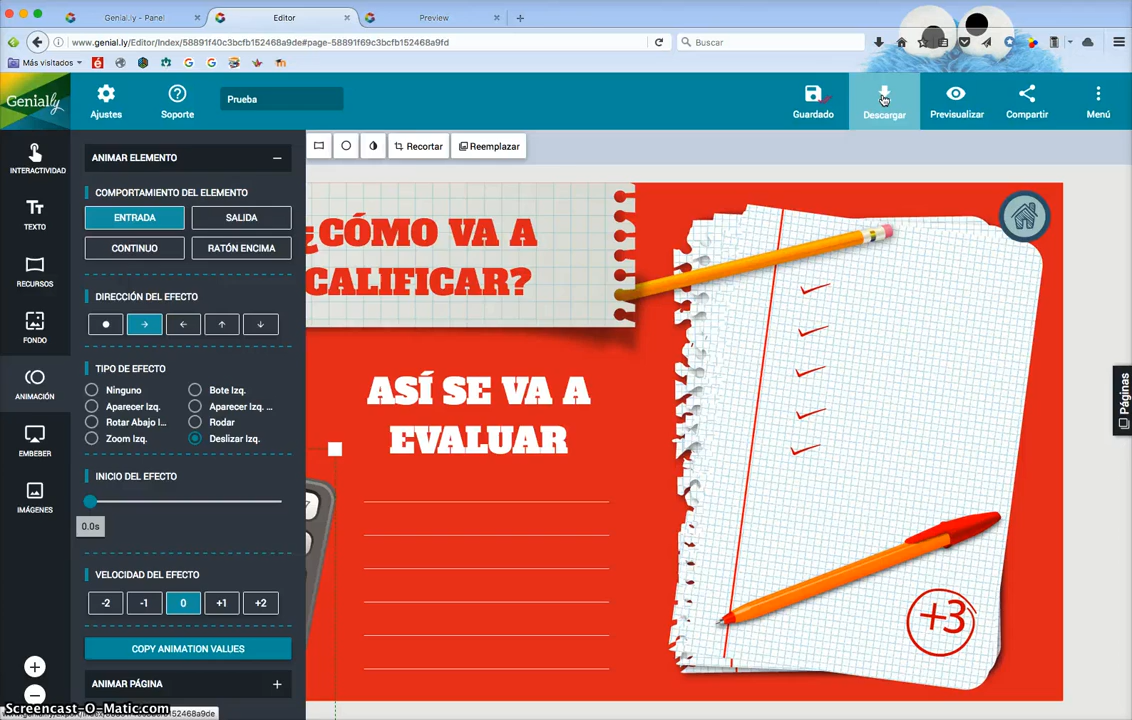 Genial.ly - Panel
Editor
Preview
www.genial.ly/Editor/Index/58891f40c3bcfb152468a9de#page-58891f69c3bcfb152468a9fd
Buscar
Más visitados
Genially
Ajustes
Soporte
Prueba
Guardado
Descargar
Previsualizar
Compartir
Menú
INTERACTIVIDAD
TEXTO
RECURSOS
FONDO
ANIMACIÓN
EMBEBER
IMÁGENES
ANIMAR ELEMENTO
COMPORTAMIENTO DEL ELEMENTO
ENTRADA
SALIDA
CONTINUO
RATÓN ENCIMA
DIRECCIÓN DEL EFECTO
TIPO DE EFECTO
Ninguno
Bote Izq.
Aparecer Izq.
Aparecer Izq. ...
Rotar Abajo I...
Rodar
Zoom Izq.
Deslizar Izq.
INICIO DEL EFECTO
0.0s
VELOCIDAD DEL EFECTO
-2 -1 0 +1 +2
COPY ANIMATION VALUES
ANIMAR PÁGINA
Recortar
Reemplazar
¿CÓMO VA A
CALIFICAR?
ASÍ SE VA A
EVALUAR
+3
Páginas
Screencast-O-Matic.com